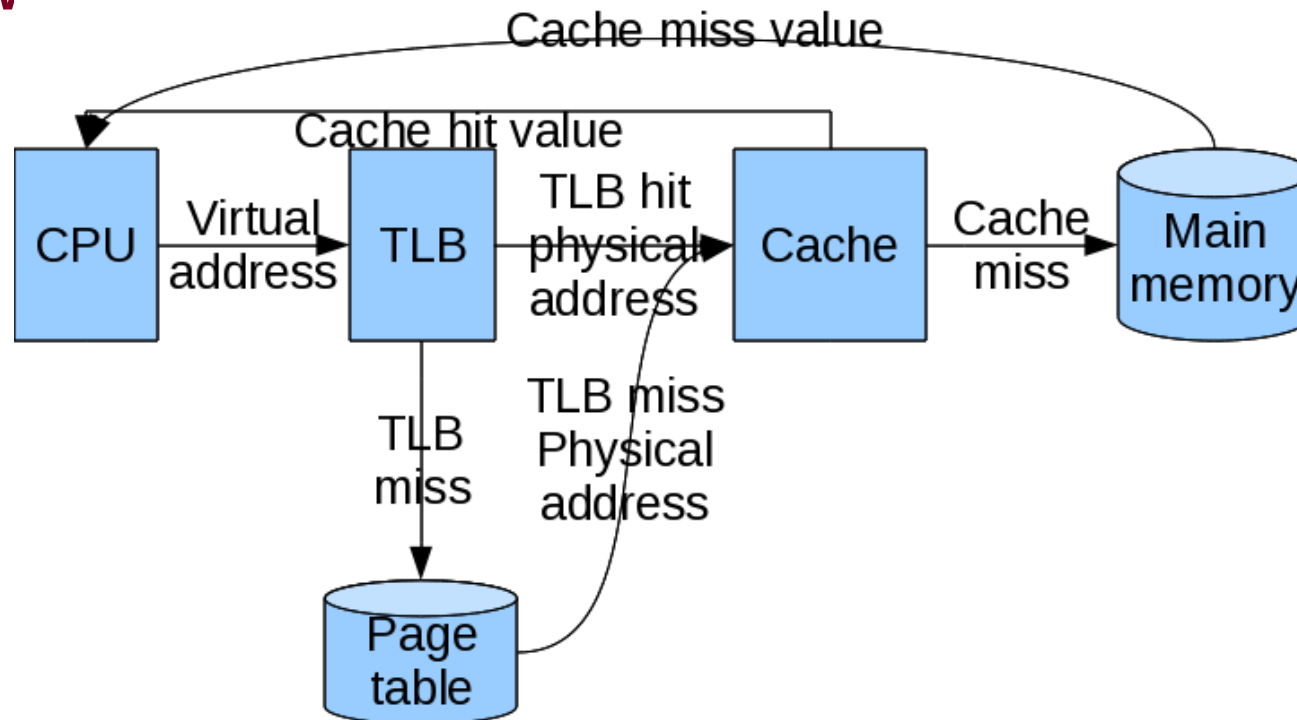 Cache miss value
Cache hit value
CPU
Virtual
address
TLB
TLB hit
physical
address
Cache
Cache
miss
Main
memory
TLB
miss
TLB miss
Physical
address
Page
table